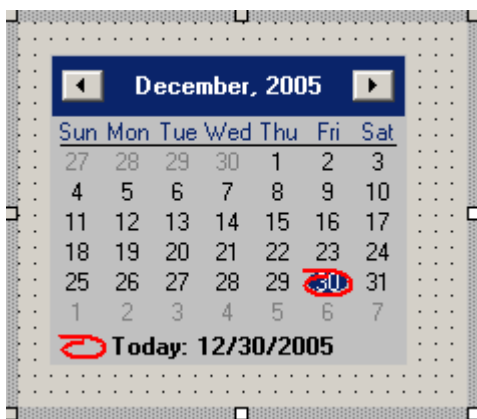 December, 2005
Sun Mon Tue Wed Thu Fri Sat
27 28 29 30 1 2 3
4 5 6 7 8 9 10
11 12 13 14 15 16 17
18 19 20 21 22 23 24
25 26 27 28 29 30 31
1 2 3 4 5 6 7
Today: 12/30/2005